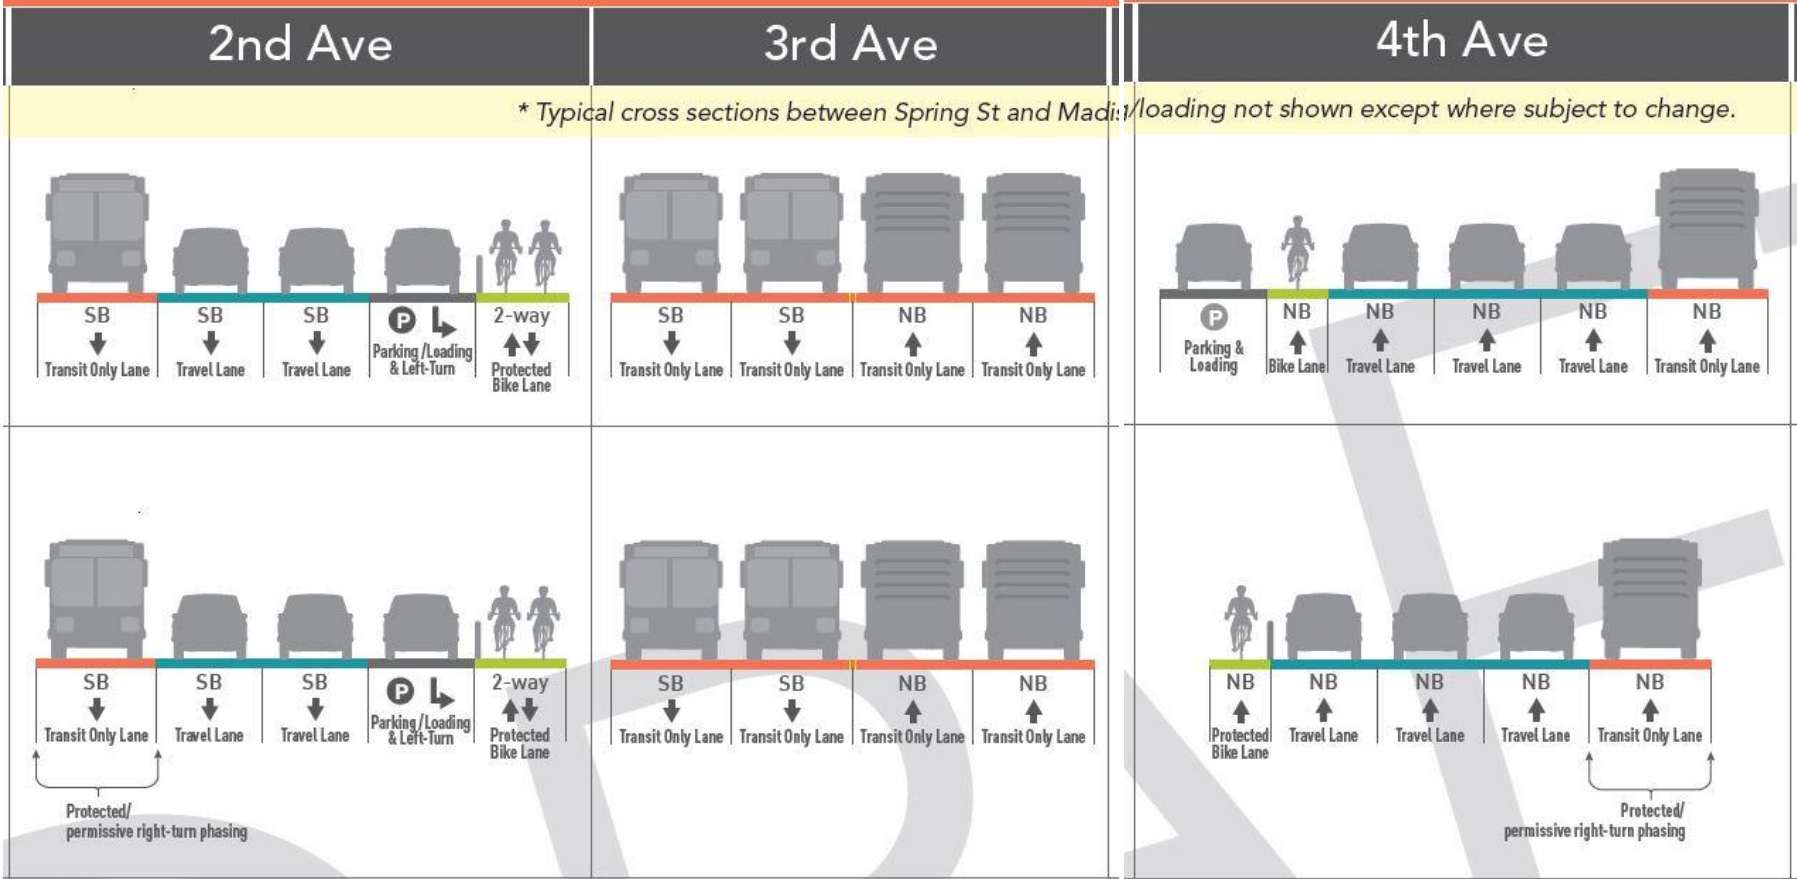 2nd Ave
3rd Ave
4th Ave
* Typical cross sections between Spring St and Madis
g/loading not shown except where subject to change.
SB
Transit Only Lane
SB
Travel Lane
SB
Travel Lane
P
Parking/Loading
& Left-Turn
2-way
Protected
Bike Lane
SB
Transit Only Lane
SB
Transit Only Lane
NB
Transit Only Lane
NB
Transit Only Lane
P
Parking &
Loading
NB
Bike Lane
NB
Travel Lane
NB
Travel Lane
NB
Travel Lane
NB
Transit Only Lane
SB
Transit Only Lane
SB
Travel Lane
SB
Travel Lane
P
Parking/Loading
& Left-Turn
2-way
Protected
Bike Lane
Protected/
permissive right-turn phasing
SB
Transit Only Lane
SB
Transit Only Lane
NB
Transit Only Lane
NB
Transit Only Lane
NB
Protected
Bike Lane
NB
Travel Lane
NB
Travel Lane
NB
Travel Lane
NB
Transit Only Lane
Protected/
permissive right-turn phasing